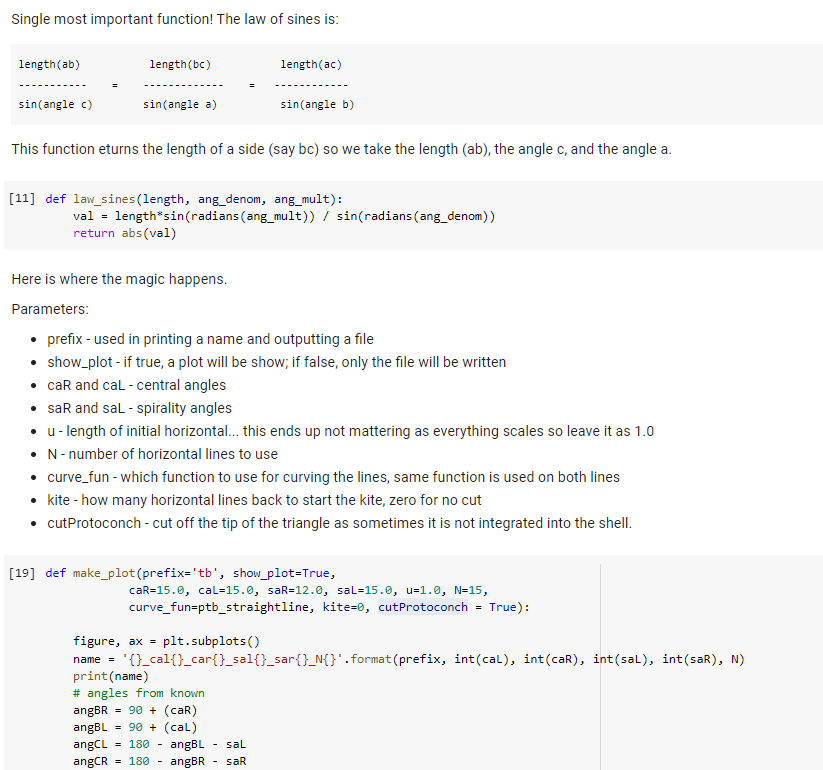 Single most important function! The law of sines is:
length(ab)          length(bc)          length(ac)
-----------    =    -------------    =    ------------
sin(angle c)        sin(angle a)          sin(angle b)
This function eturns the length of a side (say bc) so we take the length (ab), the angle c, and the angle a.
[11] def law_sines(length, ang_denom, ang_mult):
    val = length*sin(radians(ang_mult)) / sin(radians(ang_denom))
    return abs(val)
Here is where the magic happens.
Parameters:
• prefix - used in printing a name and outputting a file
• show_plot - if true, a plot will be show; if false, only the file will be written
• caR and caL - central angles
• saR and saL - spirality angles
• u - length of initial horizontal... this ends up not mattering as everything scales so leave it as 1.0
• N - number of horizontal lines to use
• curve_fun - which function to use for curving the lines, same function is used on both lines
• kite - how many horizontal lines back to start the kite, zero for no cut
• cutProtoconch - cut off the tip of the triangle as sometimes it is not integrated into the shell.
[19] def make_plot(prefix='tb', show_plot=True,
            caR=15.0, caL=15.0, saR=12.0, saL=15.0, u=1.0, N=15,
            curve_fun=ptb_straightline, kite=0, cutProtoconch = True):
    figure, ax = plt.subplots()
    name = '{}_cal{}_car{}_sal{}_sar{}_N{}'.format(prefix, int(caL), int(caR), int(saL), int(saR), N)
    print(name)
    # angles from known
    angBR = 90 + (caR)
    angBL = 90 + (caL)
    angCL = 180 - angBL - saL
    angCR = 180 - angBR - saR